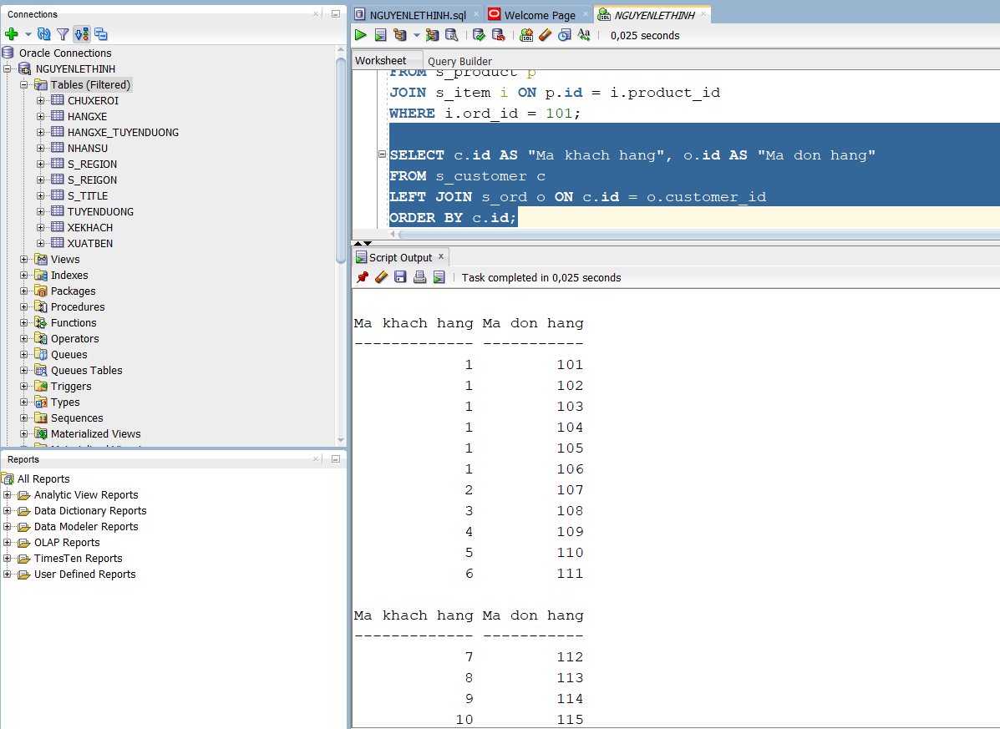 Connections
Oracle Connections
NGUYENLETHINH
Tables (Filtered)
CHUXEROI
HANGXE
HANGXE_TUYENDUONG
NHANSU
S_REGION
S_REIGON
S_TITLE
TUYENDUONG
XEKHACH
XUATBEN
Views
Indexes
Packages
Procedures
Functions
Operators
Queues
Queues Tables
Triggers
Types
Sequences
Materialized Views
Reports
All Reports
Analytic View Reports
Data Dictionary Reports
Data Modeler Reports
OLAP Reports
TimesTen Reports
User Defined Reports
NGUYENLETHINH.sql Welcome Page NGUYENLETHINH
0,025 seconds
Worksheet Query Builder
FROM s_product p
JOIN s_item i ON p.id = i.product_id
WHERE i.ord_id = 101;
SELECT c.id AS "Ma khach hang", o.id AS "Ma don hang"
FROM s_customer c
LEFT JOIN s_ord o ON c.id = o.customer_id
ORDER BY c.id;
Script Output
Task completed in 0,025 seconds
Ma khach hang Ma don hang
------------- -----------
1 101
1 102
1 103
1 104
1 105
1 106
2 107
3 108
4 109
5 110
6 111
Ma khach hang Ma don hang
------------- -----------
7 112
8 113
9 114
10 115